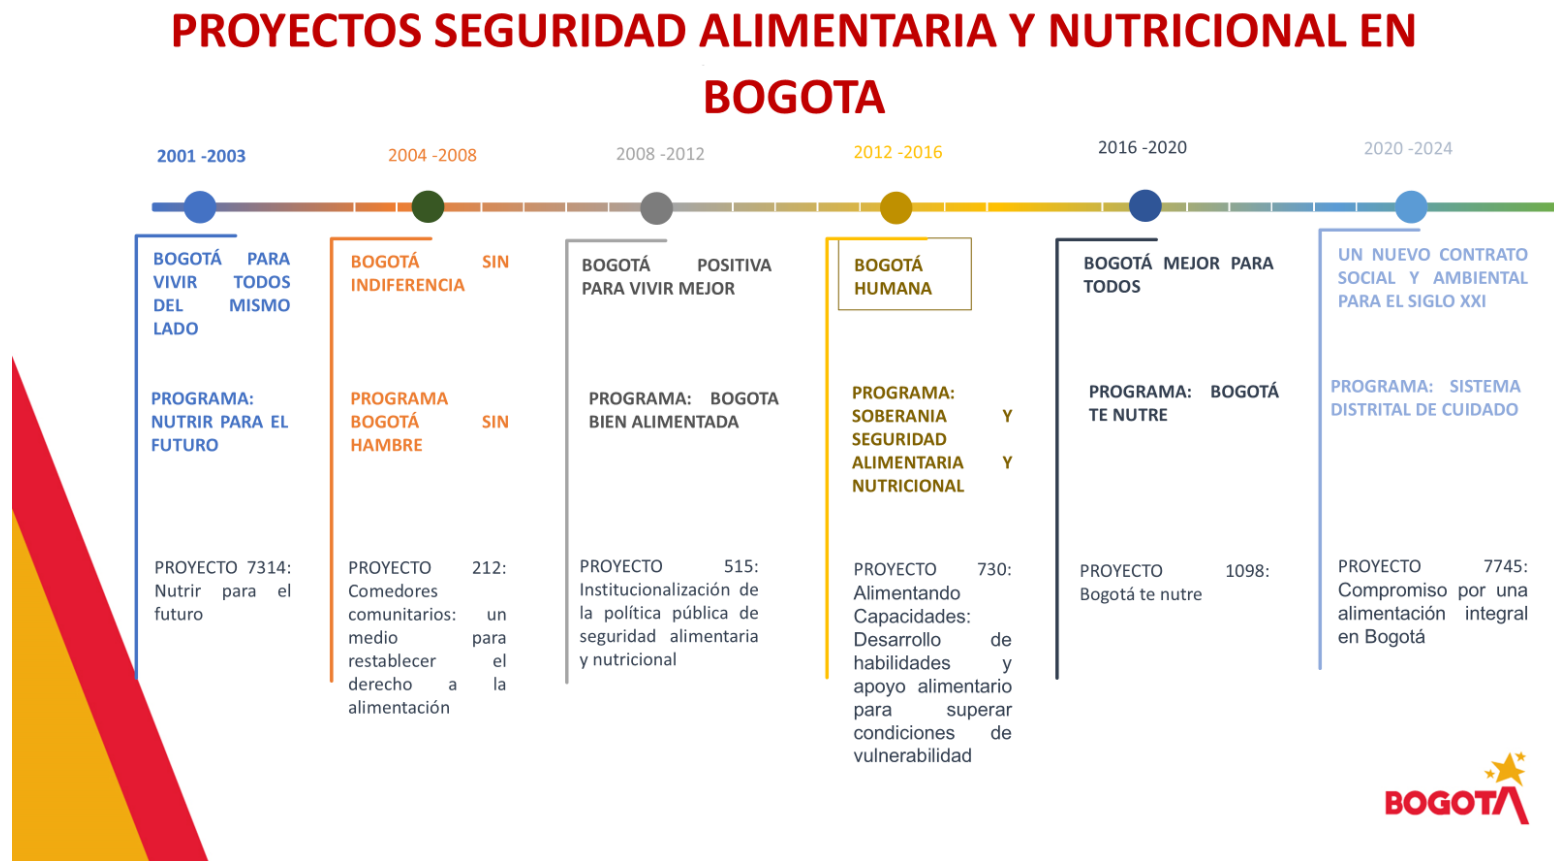 PROYECTOS SEGURIDAD ALIMENTARIA Y NUTRICIONAL EN
BOGOTA
2001 -2003
BOGOTÁ PARA
VIVIR TODOS
DEL MISMO
LADO
PROGRAMA:
NUTRIR PARA EL
FUTURO
PROYECTO 7314:
Nutrir para el
futuro
2004 -2008
BOGOTÁ SIN
INDIFERENCIA
PROGRAMA
BOGOTÁ SIN
HAMBRE
PROYECTO 212:
Comedores
comunitarios: un
medio para
restablecer el
derecho a la
alimentación
2008 -2012
BOGOTÁ POSITIVA
PARA VIVIR MEJOR
PROGRAMA: BOGOTA
BIEN ALIMENTADA
PROYECTO 515:
Institucionalización de
la política pública de
seguridad alimentaria
y nutricional
2012 -2016
BOGOTÁ
HUMANA
PROGRAMA:
SOBERANIA Y
SEGURIDAD
ALIMENTARIA Y
NUTRICIONAL
PROYECTO 730:
Alimentando
Capacidades:
Desarrollo de
habilidades y
apoyo alimentario
para superar
condiciones de
vulnerabilidad
2016 -2020
BOGOTÁ MEJOR PARA
TODOS
PROGRAMA: BOGOTÁ
TE NUTRE
PROYECTO 1098:
Bogotá te nutre
2020 -2024
UN NUEVO CONTRATO
SOCIAL Y AMBIENTAL
PARA EL SIGLO XXI
PROGRAMA: SISTEMA
DISTRITAL DE CUIDADO
PROYECTO 7745:
Compromiso por una
alimentación integral
en Bogotá
BOGOTA